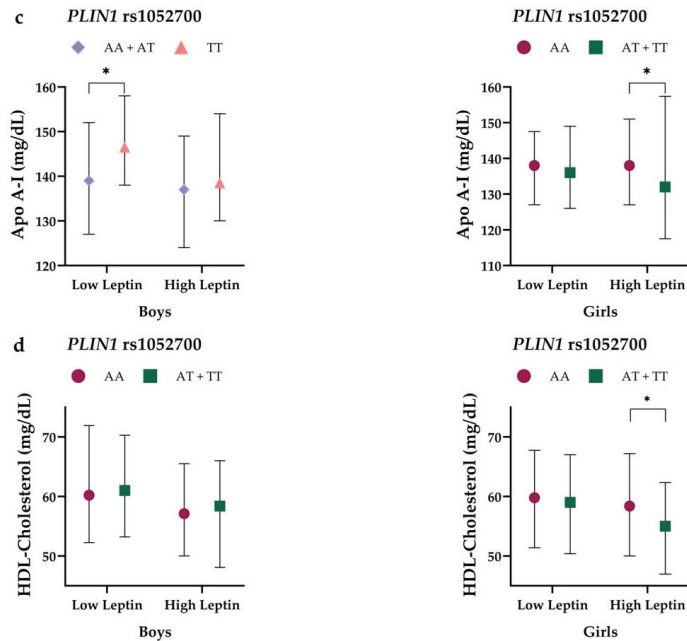 c
PLIN1 rs1052700
AA + AT
TT
*
160
150
140
130
120
Apo A-I (mg/dL)
Low Leptin
High Leptin
Boys
PLIN1 rs1052700
AA
AT + TT
*
160
150
140
130
120
110
Apo A-I (mg/dL)
Low Leptin
High Leptin
Girls
d
PLIN1 rs1052700
AA
AT + TT
70
60
50
HDL-Cholesterol (mg/dL)
Low Leptin
High Leptin
Boys
PLIN1 rs1052700
AA
AT + TT
*
70
60
50
HDL-Cholesterol (mg/dL)
Low Leptin
High Leptin
Girls